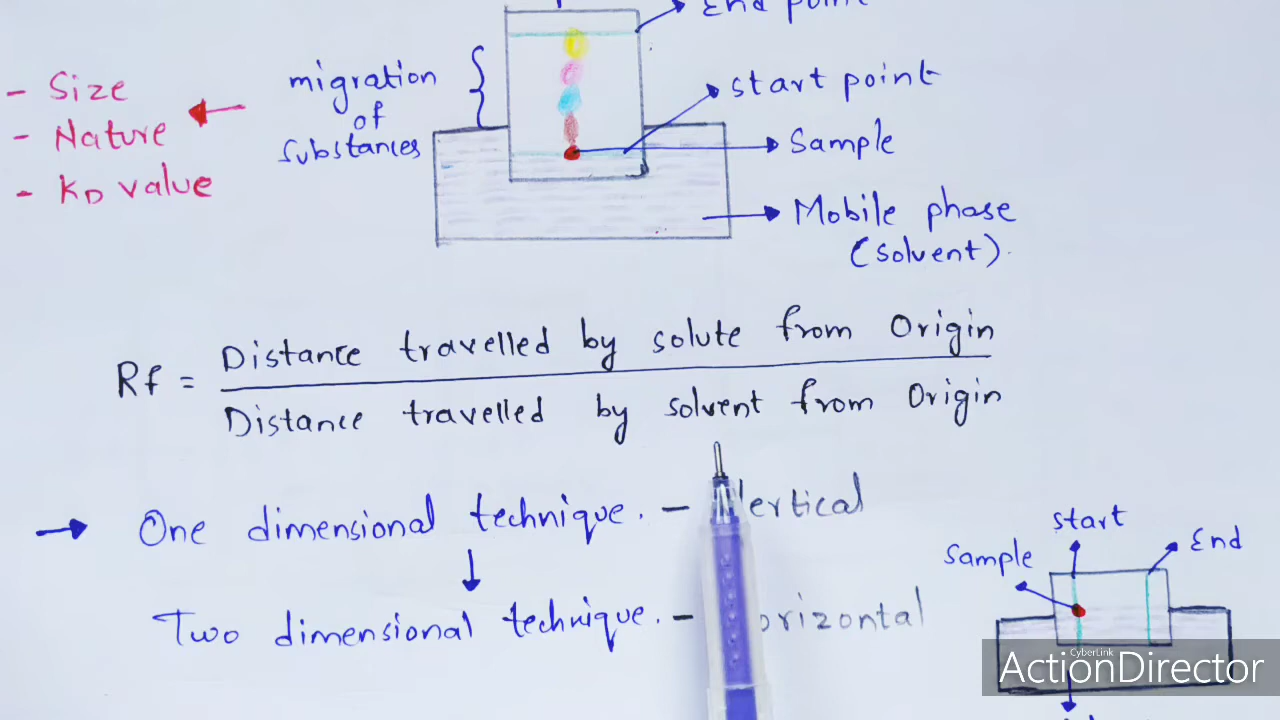 End point
- Size
- Nature
- KD value
migration
of
substances
start point
Sample
Mobile phase
(solvent).
Rf = Distance travelled by solute from Origin
Distance travelled by solvent from Origin
One dimensional technique. - Vertical
Two dimensional technique. - Horizontal
start
Sample
End
CyberLink
ActionDirector